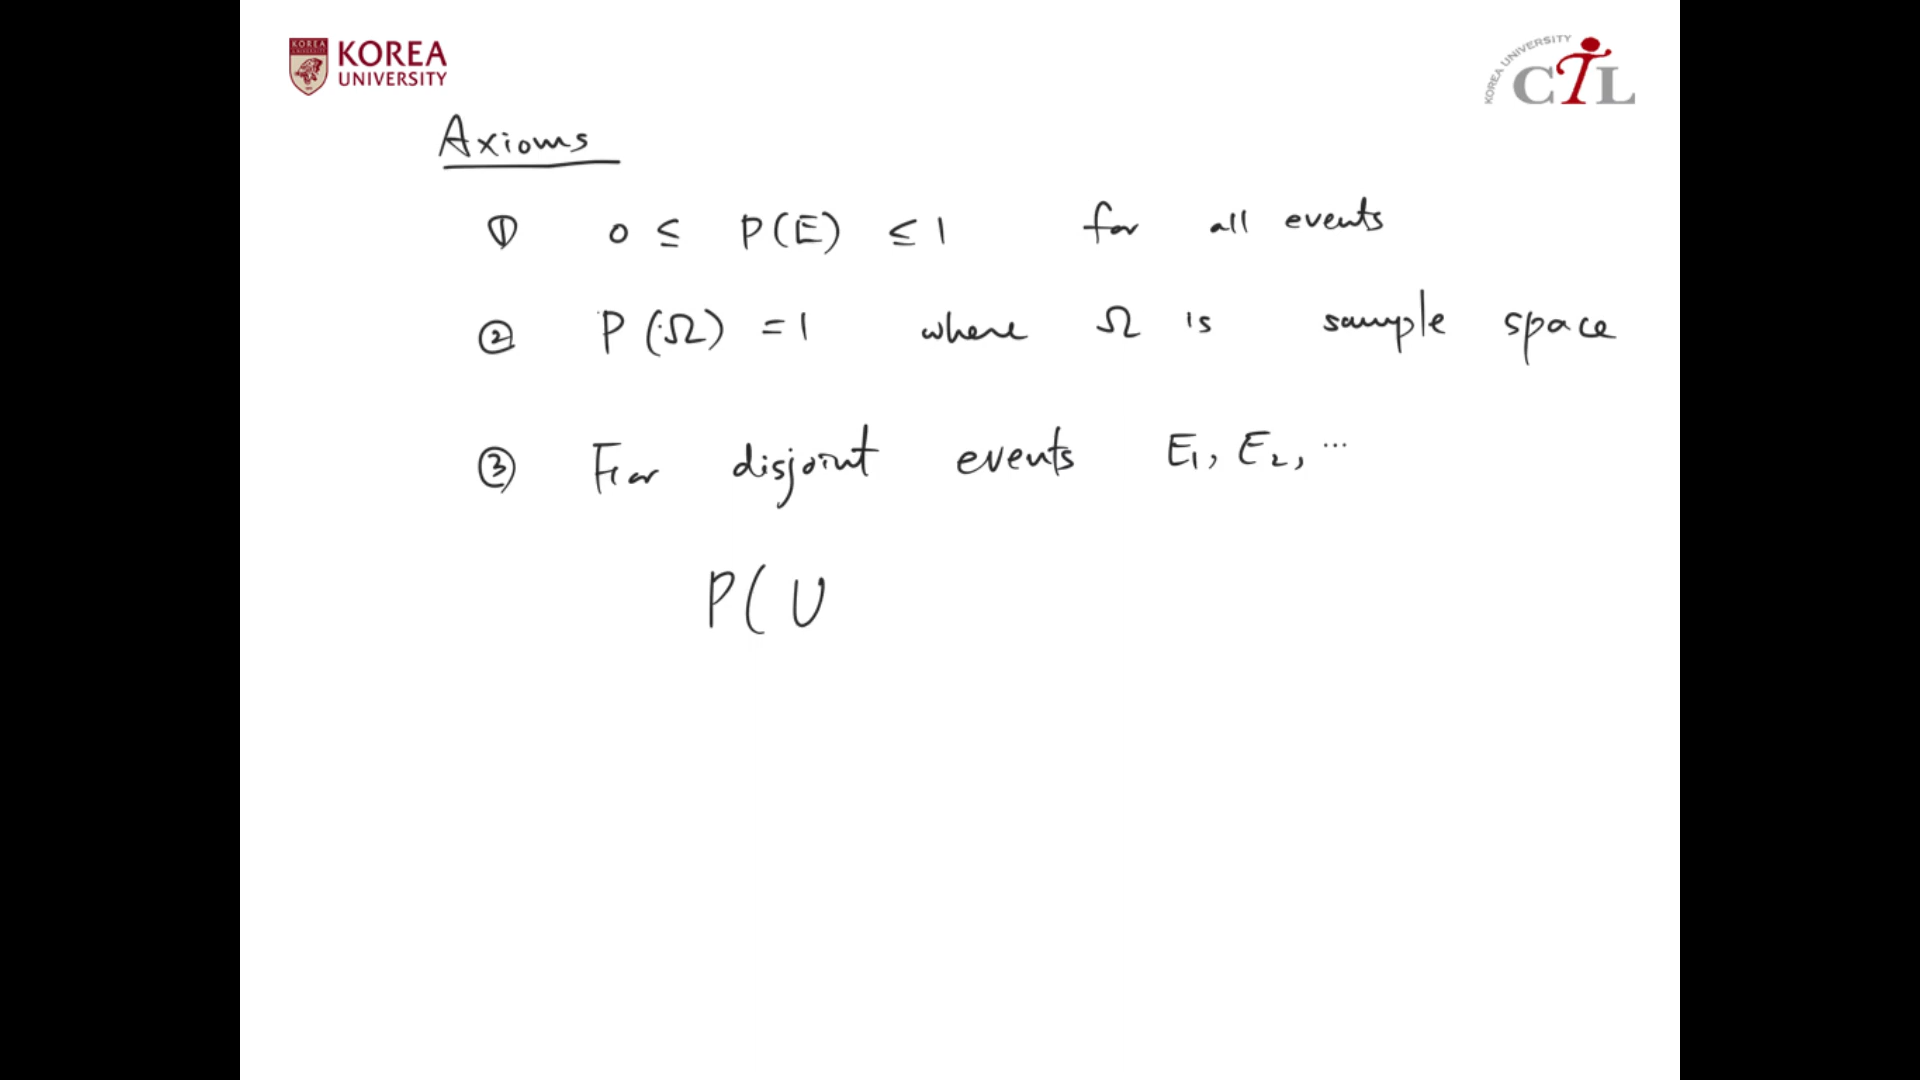 KOREA
KOREA
UNIVERSITY
KOREA UNIVERSITY
CTL
Axioms
① 0 ≤ P(E) ≤ 1 for all events
② P(Ω) = 1 where Ω is sample space
③ For disjoint events E₁, E₂, ...
P( ∪